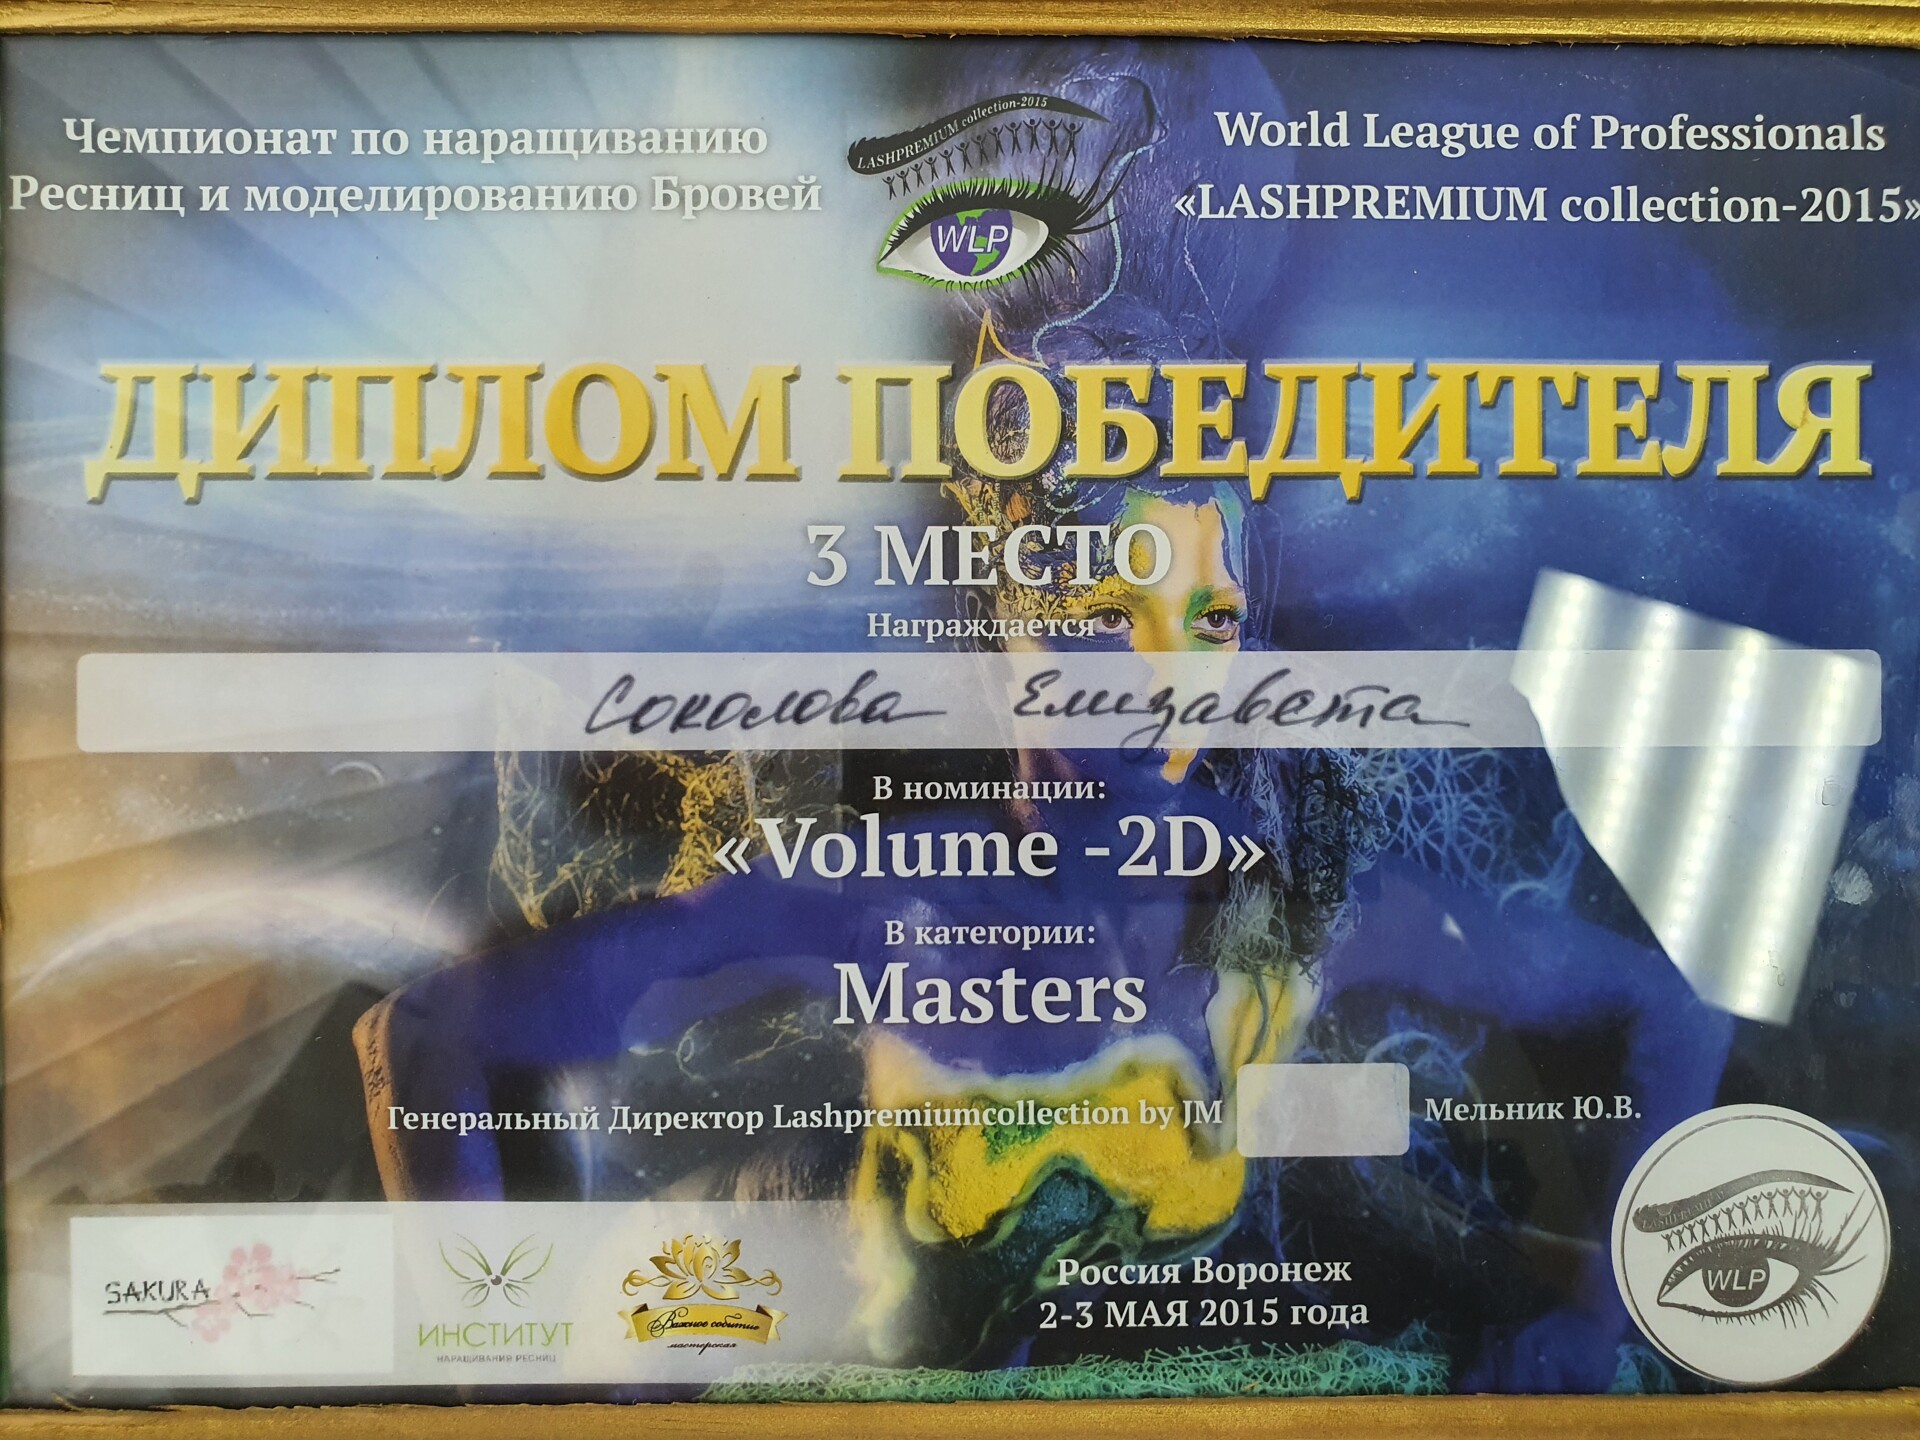 Чемпионат по наращиванию
Ресниц и моделированию Бровей
LASHPREMIUM collection-2015
WLP
World League of Professionals
«LASHPREMIUM collection-2015»
ДИПЛОМ ПОБЕДИТЕЛЯ
3 МЕСТО
Награждается
Соколова Елизавета
В номинации:
«Volume -2D»
В категории:
Masters
Генеральный Директор Lashpremiumcollection by JM Мельник Ю.В.
SAKURA
ИНСТИТУТ
НАРАЩИВАНИЯ РЕСНИЦ
Важное событие
мастерская
Россия Воронеж
2-3 МАЯ 2015 года
LASHPREMIUM
WLP